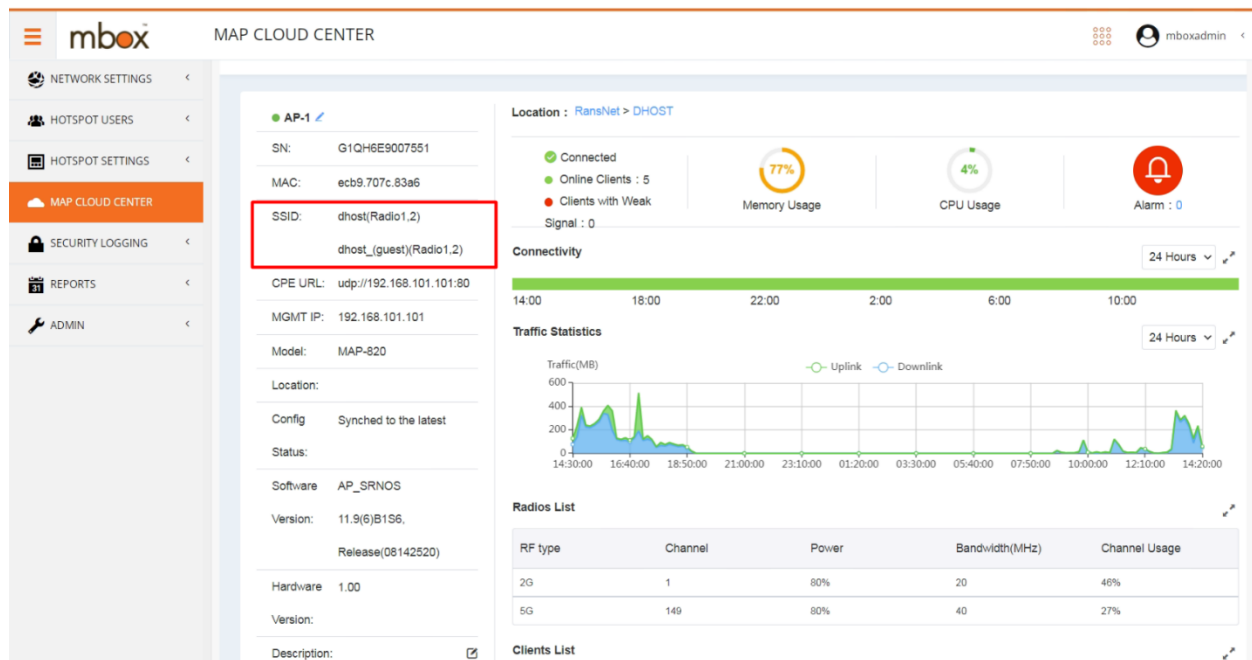 mbox
MAP CLOUD CENTER
mboxadmin
NETWORK SETTINGS
HOTSPOT USERS
HOTSPOT SETTINGS
MAP CLOUD CENTER
SECURITY LOGGING
31
REPORTS
ADMIN
AP-1
SN: G1QH6E9007551
MAC: ecb9.707c.83a6
SSID: dhost(Radio1,2)
dhost_(guest)(Radio1,2)
CPE URL: udp://192.168.101.101:80
MGMT IP: 192.168.101.101
Model: MAP-820
Location:
Config Synched to the latest
Status:
Software AP_SRNOS
Version: 11.9(6)B1S6,
Release(08142520)
Hardware 1.00
Version:
Description:
Location : RansNet > DHOST
Connected
Online Clients : 5
Clients with Weak
Signal : 0
77%
Memory Usage
4%
CPU Usage
Alarm : 0
Connectivity
24 Hours
14:00 18:00 22:00 2:00 6:00 10:00
Traffic Statistics
24 Hours
Traffic(MB)
Uplink Downlink
600
400
200
0
14:30:00 16:40:00 18:50:00 21:00:00 23:10:00 01:20:00 03:30:00 05:40:00 07:50:00 10:00:00 12:10:00 14:20:00
Radios List
RF type Channel Power Bandwidth(MHz) Channel Usage
2G 1 80% 20 46%
5G 149 80% 40 27%
Clients List